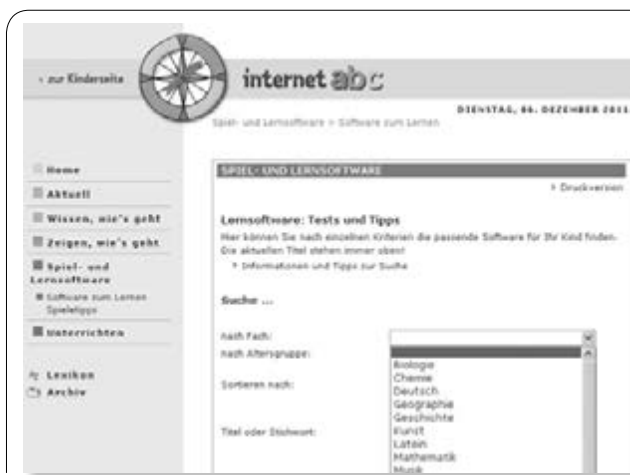 › zur Kinderseite
internet abc
DIENSTAG, 06. DEZEMBER 2011
Spiel- und Lernsoftware > Software zum Lernen
Home
Aktuell
Wissen, wie's geht
Zeigen, wie's geht
Spiel- und
Lernsoftware
Software zum Lernen
Spieletipps
Unterrichten
Lexikon
Archiv
SPIEL- UND LERNSOFTWARE
› Druckversion
Lernsoftware: Tests und Tipps
Hier können Sie nach einzelnen Kriterien die passende Software für Ihr Kind finden.
Die aktuellen Titel stehen immer oben!
› Informationen und Tipps zur Suche
Suche ...
nach Fach:
nach Altersgruppe:
Sortieren nach:
Titel oder Stichwort:
Biologie
Chemie
Deutsch
Geographie
Geschichte
Kunst
Latein
Mathematik
Musik